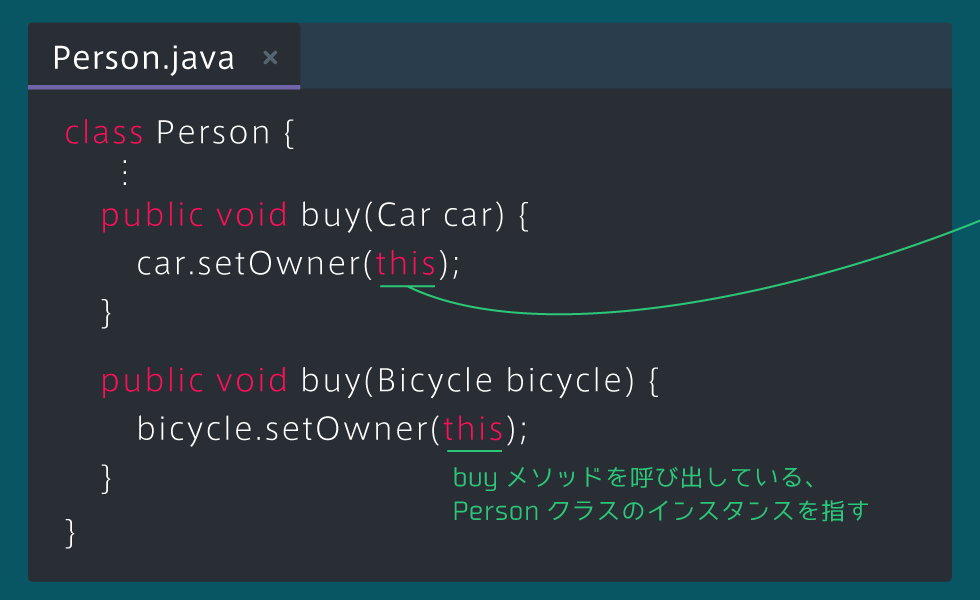 Person.java ×
class Person {
⋮
public void buy(Car car) {
car.setOwner(this);
}
public void buy(Bicycle bicycle) {
bicycle.setOwner(this);
}
buy メソッドを呼び出している、
Person クラスのインスタンスを指す
}